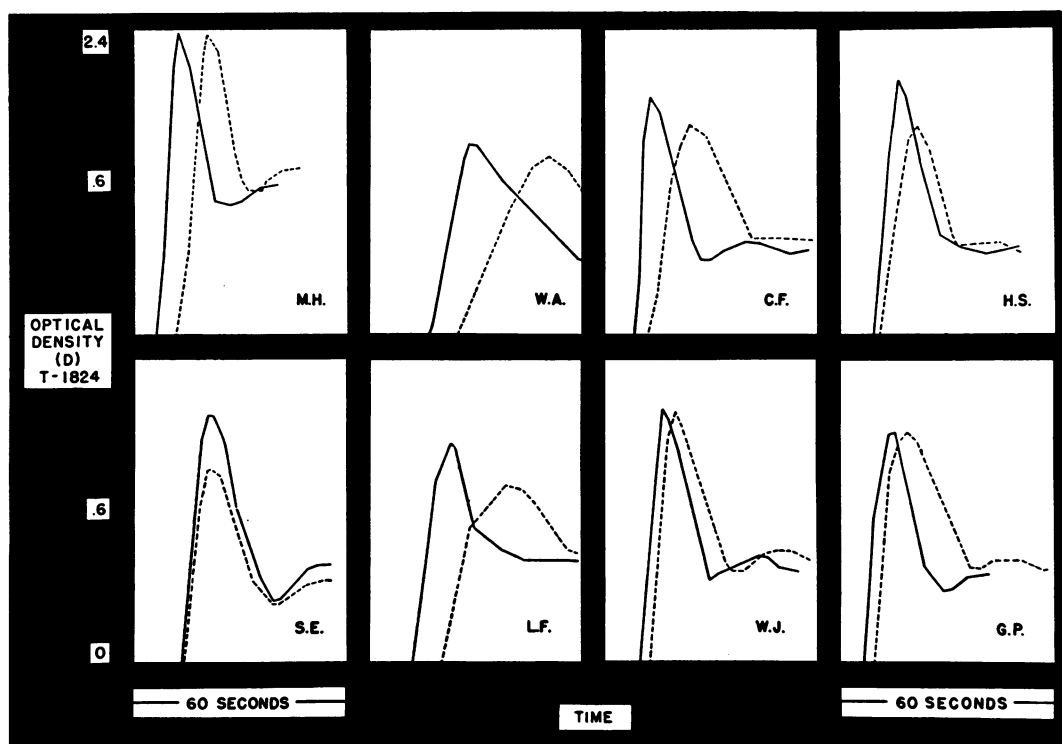 2.4
.6
M.H.
W.A.
C.F.
H.S.
OPTICAL
DENSITY
(D)
T-1824
.6
S.E.
L.F.
W.J.
G.P.
0
60 SECONDS
TIME
60 SECONDS